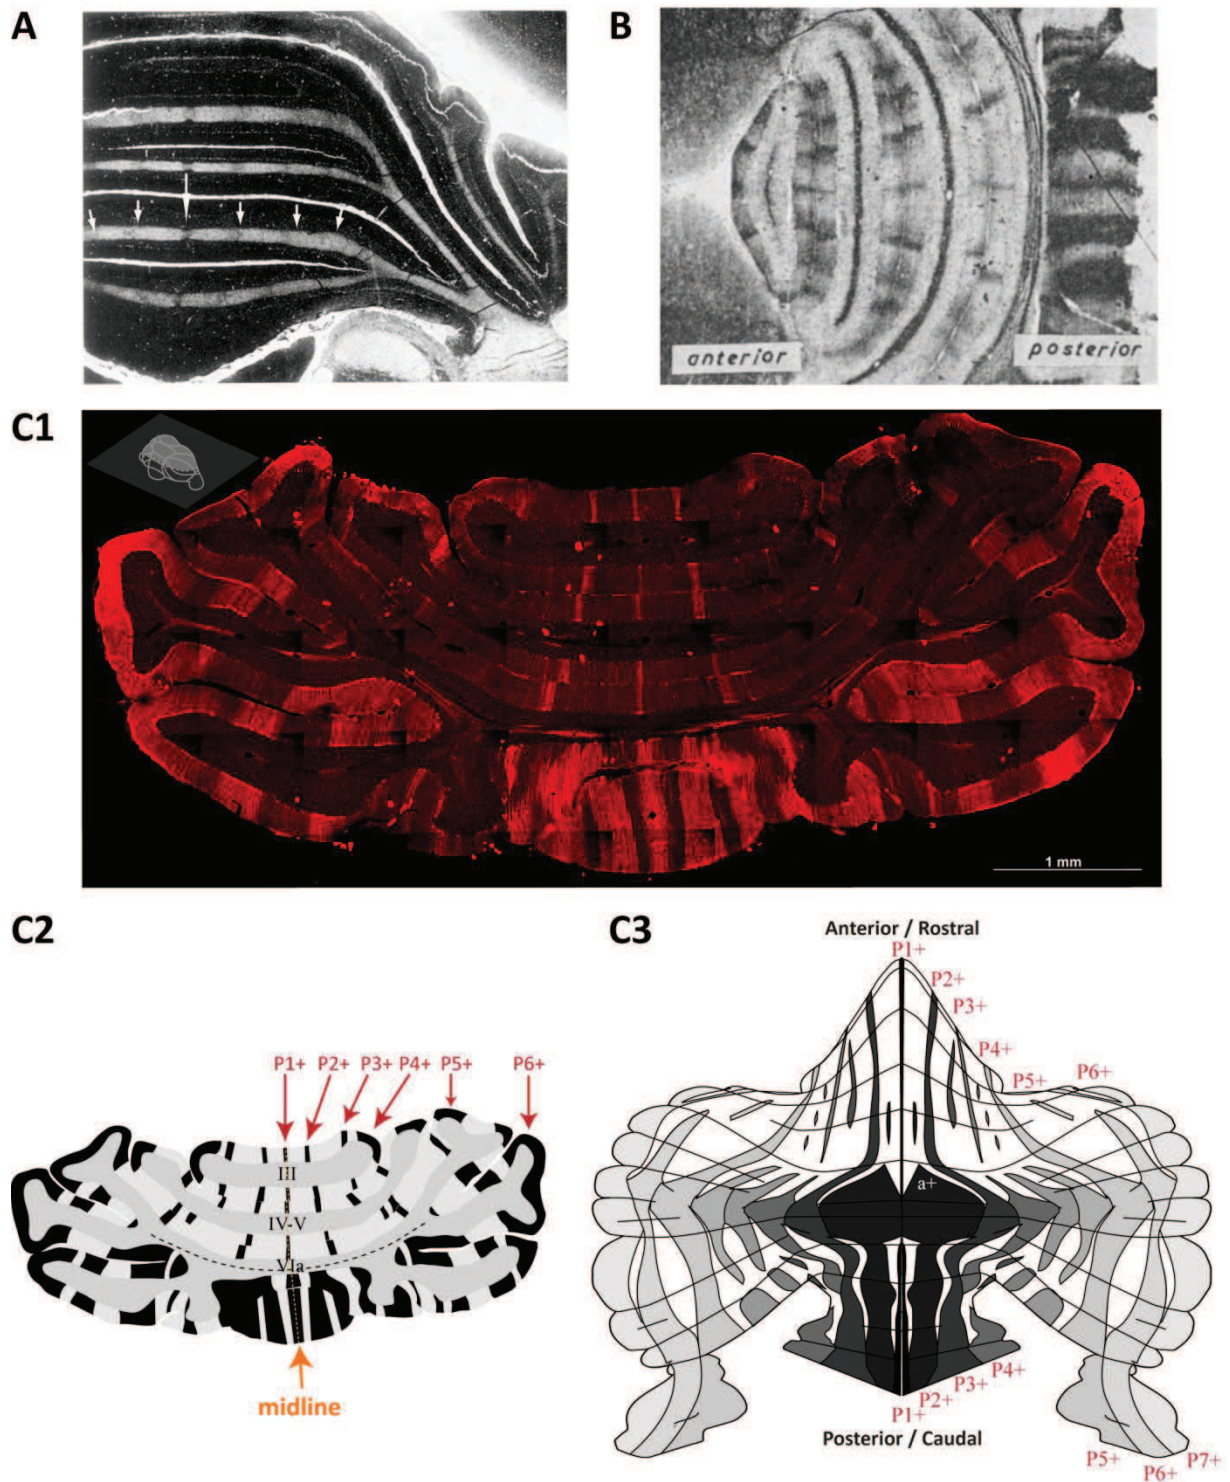 A
B
anterior
posterior
C1
1 mm
C2
P1+ P2+ P3+ P4+ P5+ P6+
III
IV-V
VIa
midline
C3
Anterior / Rostral
P1+
P2+
P3+
P4+
P5+
P6+
a+
P4+
P3+
P2+
P1+
Posterior / Caudal
P5+
P6+
P7+